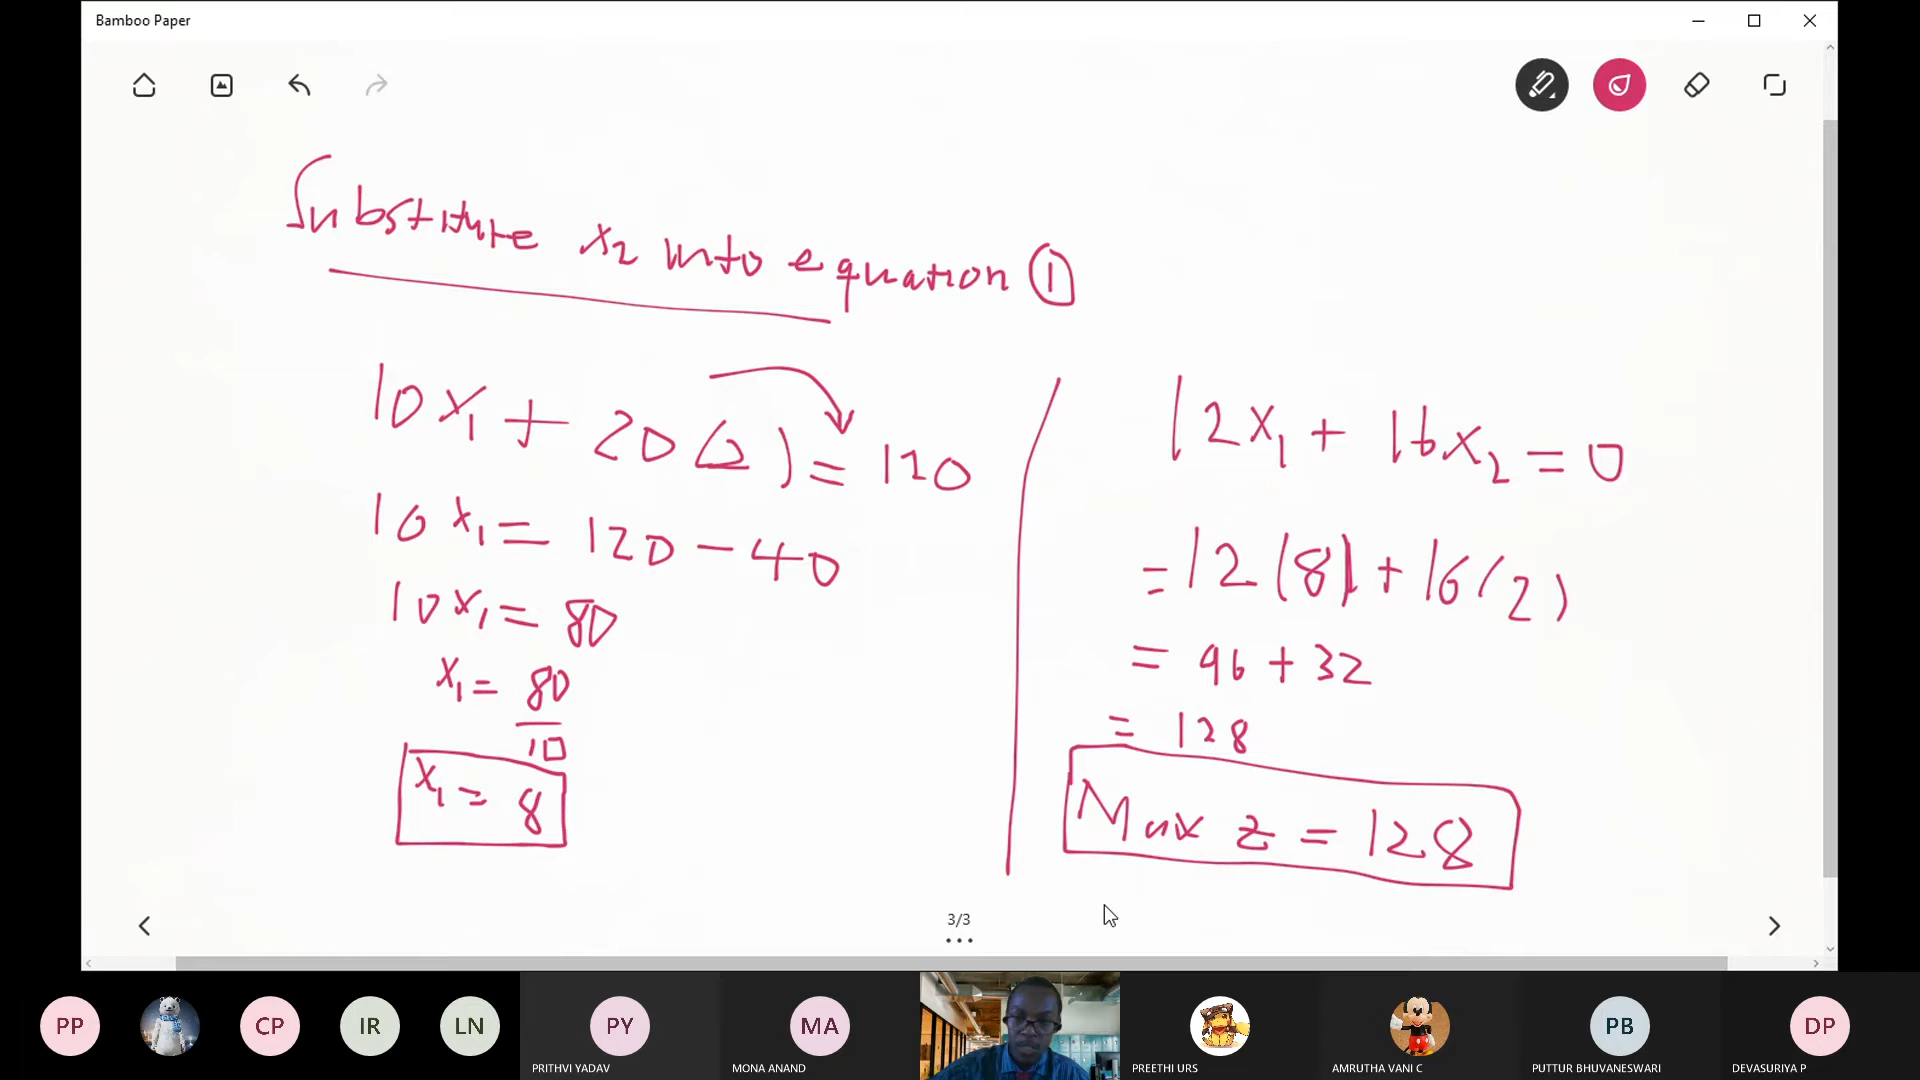 Bamboo Paper
Substitute x₂ into equation ①
10x₁ + 20(2) = 120
10x₁ = 120 - 40
10x₁ = 80
x₁ = 80
10
x₁ = 8
12x₁ + 16x₂ = 0
= 12(8) + 16(2)
= 96 + 32
= 128
Max z = 128
3/3
PP
CP
IR
LN
PY
PRITHVI YADAV
MA
MONA ANAND
PREETHI URS
AMRUTHA VANI C
PB
PUTTUR BHUVANESWARI
DP
DEVASURIYA P